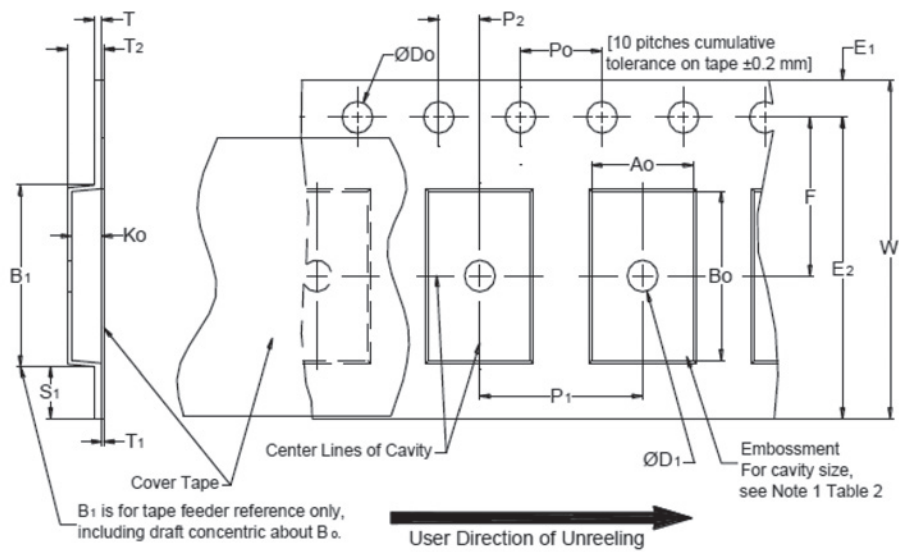 T
T2
P2
ØDo
Po
[10 pitches cumulative
tolerance on tape ±0.2 mm]
E1
Ao
F
W
Ko
B1
Bo
E2
S1
P1
T1
Center Lines of Cavity
ØD1
Embossment
For cavity size,
see Note 1 Table 2
Cover Tape
B1 is for tape feeder reference only,
including draft concentric about Bo.
User Direction of Unreeling